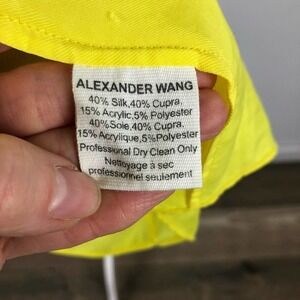 ALEXANDER WANG
40% Silk,40% Cupra,
15% Acrylic,5% Polyester
40%Soie,40% Cupra,
15% Acrylique,5%Polyester
Professional Dry Clean Only
Nettoyage à sec
professionnel seulement